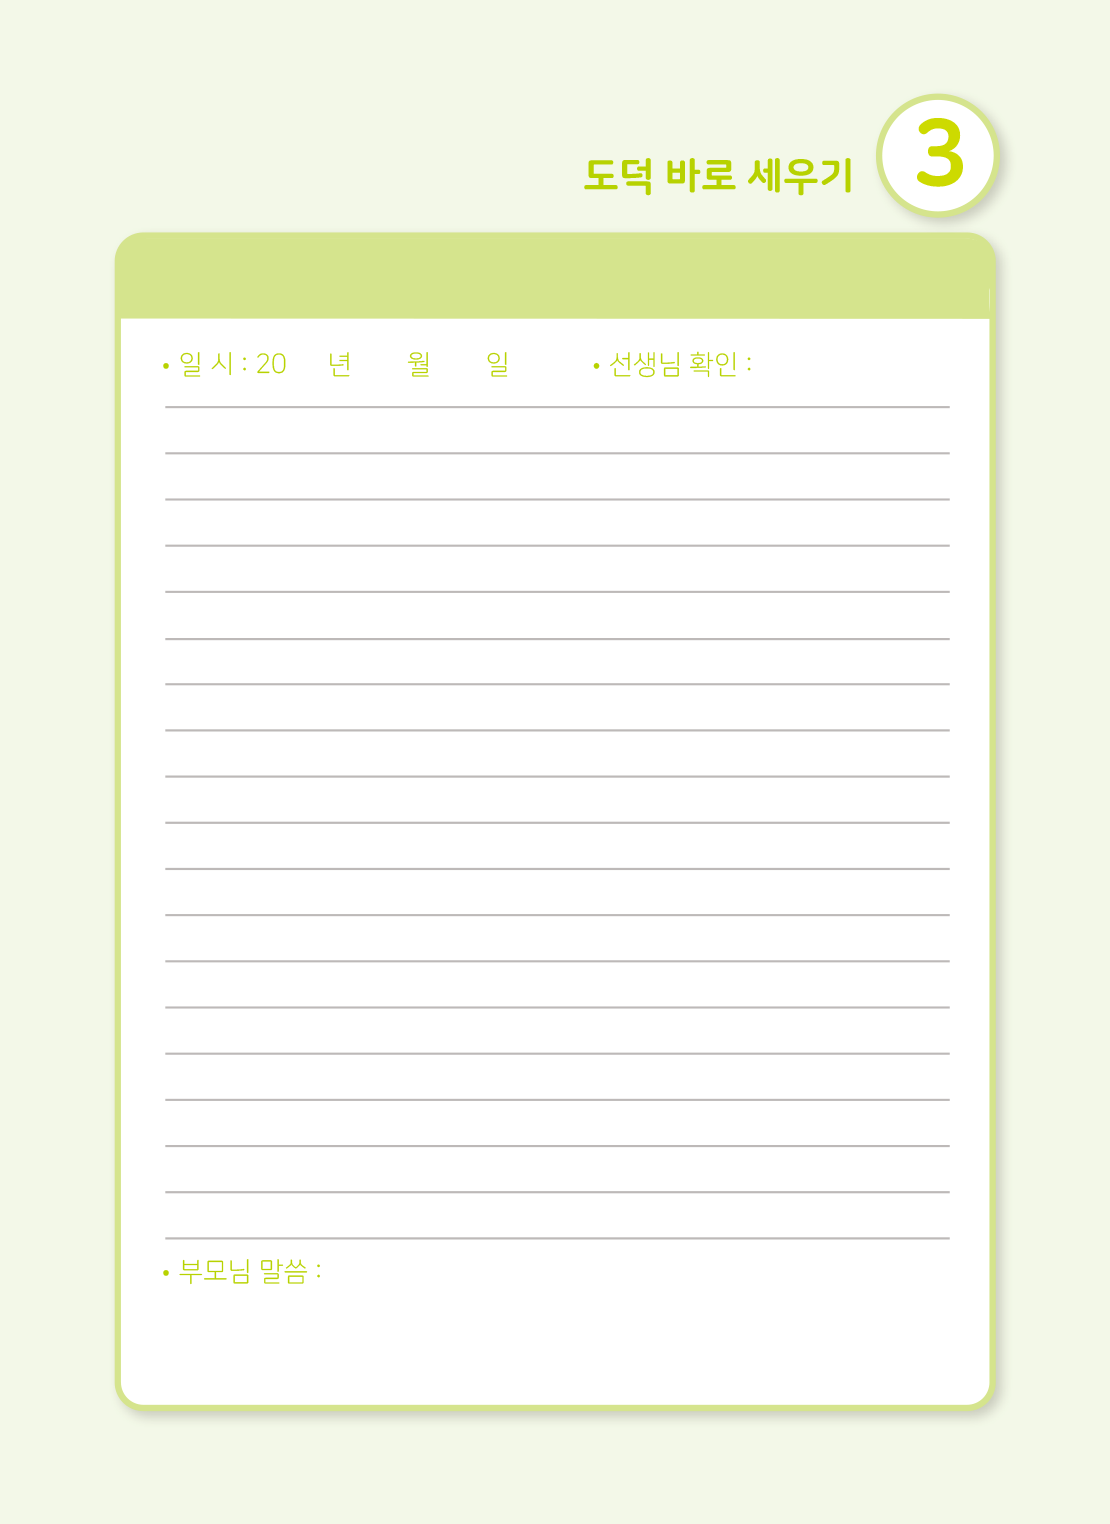 도덕 바로 세우기 3
• 일 시 : 20 년 월 일 • 선생님 확인 :
• 부모님 말씀 :